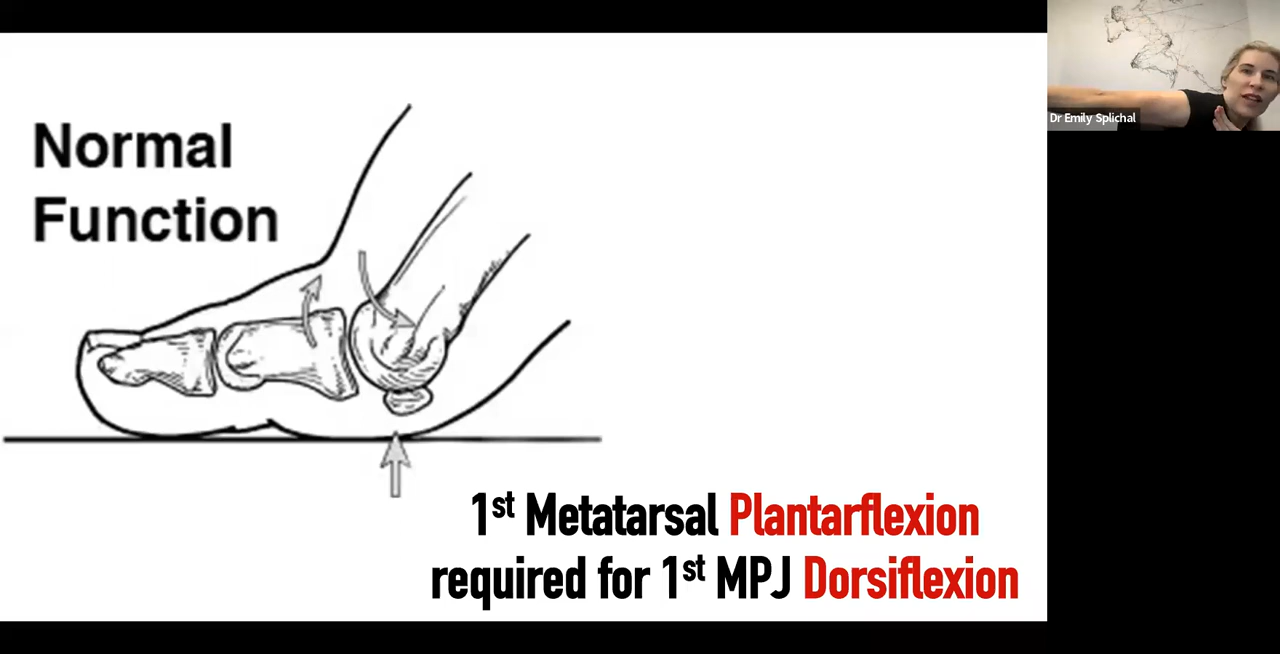 Normal
Function
1st Metatarsal Plantarflexion
required for 1st MPJ Dorsiflexion
Dr Emily Splichal